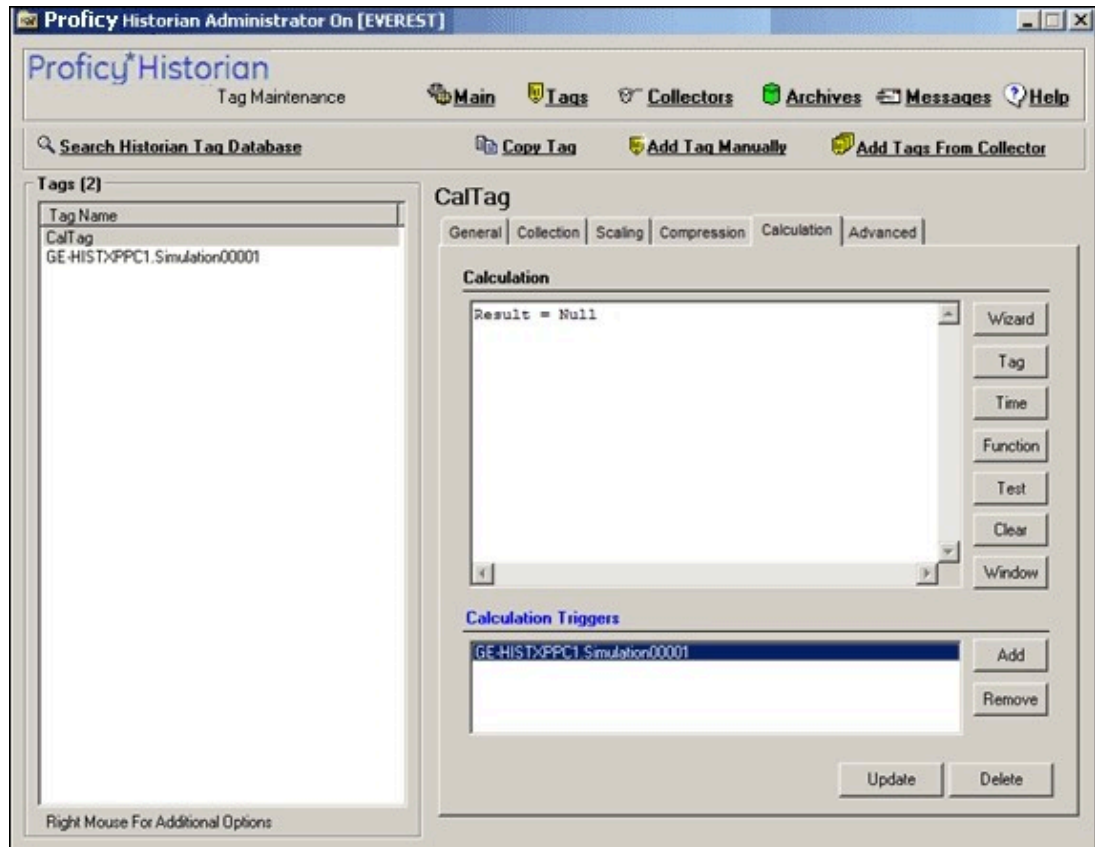 Proficy Historian Administrator On [EVEREST]
Proficy* Historian
Tag Maintenance
Main Tags Collectors Archives Messages Help
Search Historian Tag Database Copy Tag Add Tag Manually Add Tags From Collector
Tags (2)
Tag Name
CalTag
GE-HISTXPPC1.Simulation00001
Right Mouse For Additional Options
CalTag
General Collection Scaling Compression Calculation Advanced
Calculation
Result = Null
Wizard
Tag
Time
Function
Test
Clear
Window
Calculation Triggers
GE-HISTXPPC1.Simulation00001
Add
Remove
Update Delete